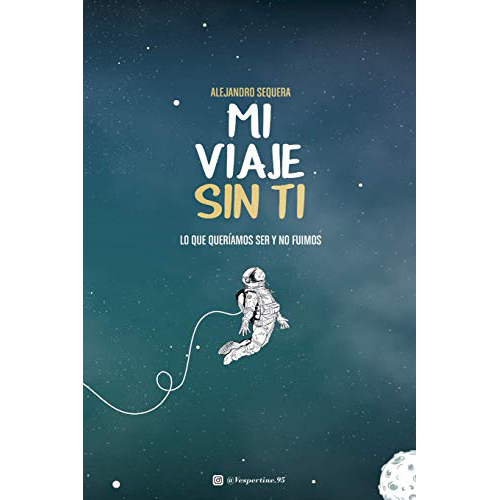 ALEJANDRO SEQUERA
MI
VIAJE
SIN TI
LO QUE QUERÍAMOS SER Y NO FUIMOS
@Vespertine.95